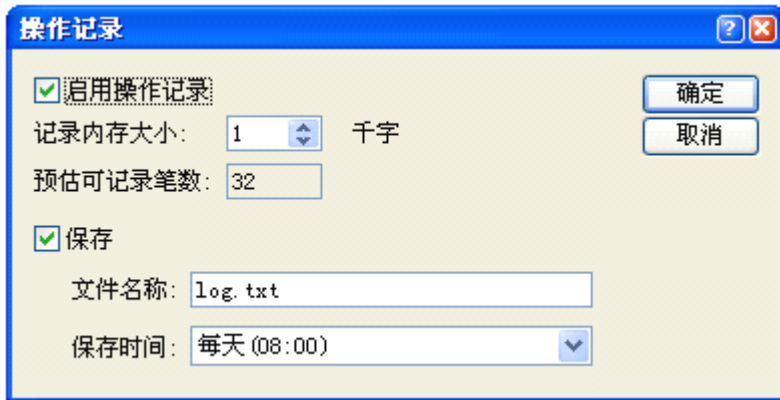 操作记录
启用操作记录
确定
记录内存大小: 1 千字
取消
预估可记录笔数: 32
保存
文件名称: log.txt
保存时间: 每天(08:00)